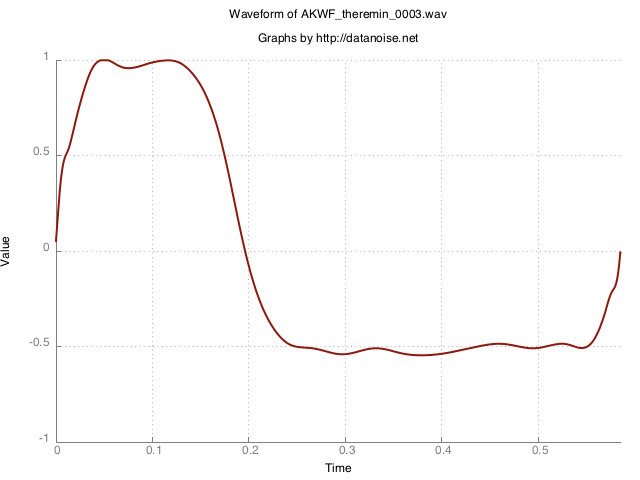 Waveform of AKWF_theremin_0003.wav
Graphs by http://datanoise.net
1
0.5
0
-0.5
-1
Value
0 0.1 0.2 0.3 0.4 0.5
Time